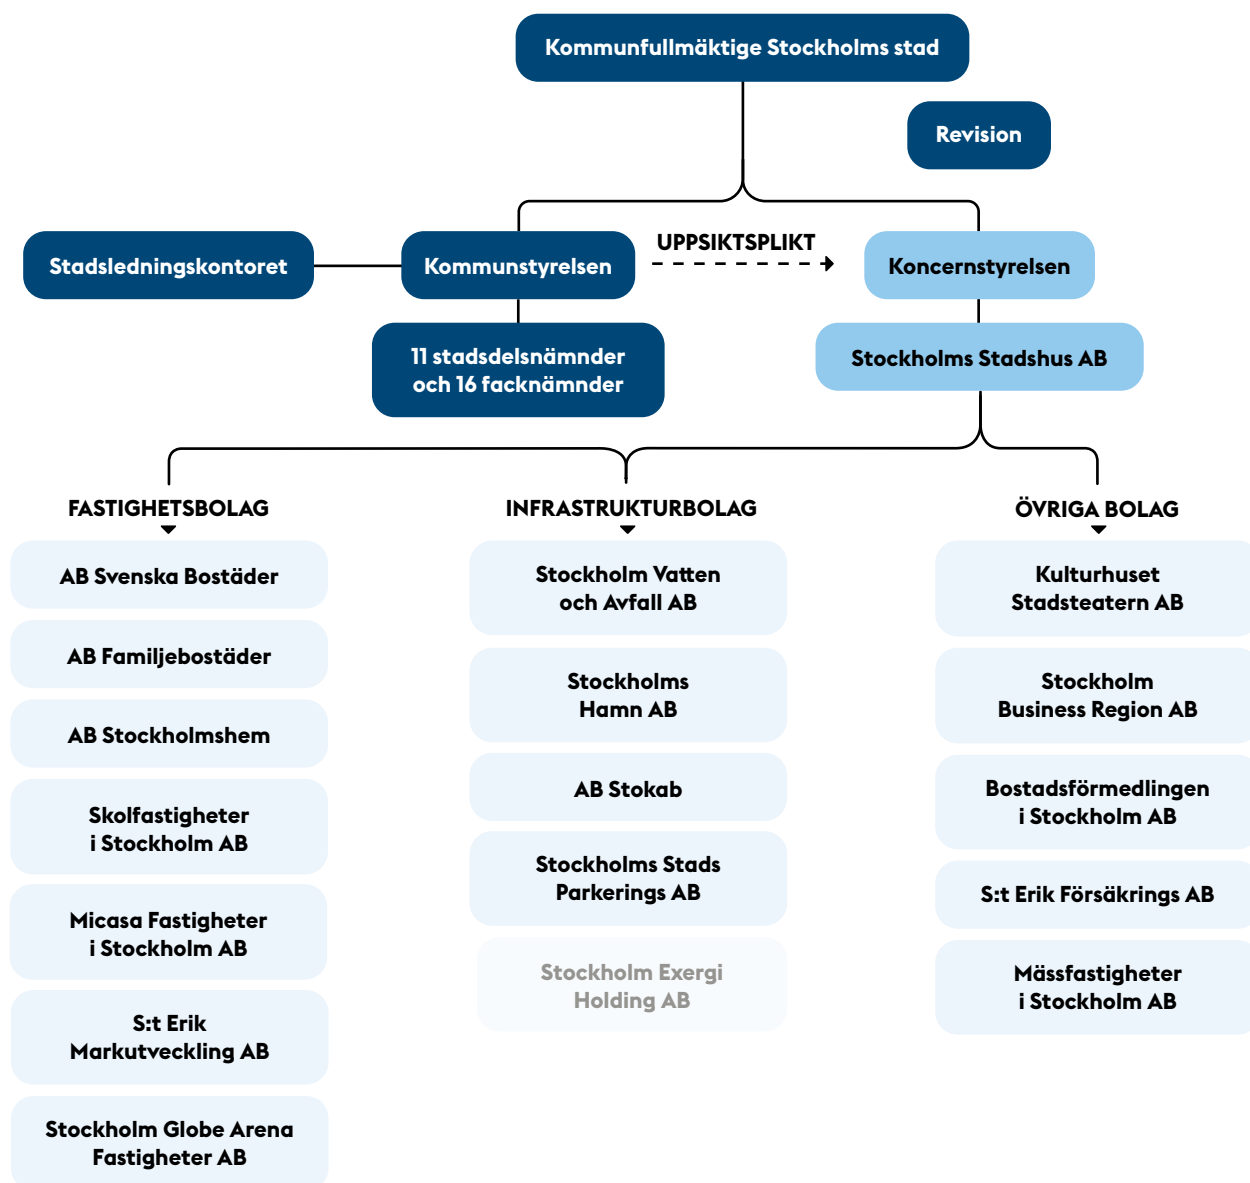 Kommunfullmäktige Stockholms stad
Revision
Stadsledningskontoret
Kommunstyrelsen
UPPSIKTSPLIKT
Koncernstyrelsen
11 stadsdelsnämnder
och 16 facknämnder
Stockholms Stadshus AB
FASTIGHETSBOLAG
AB Svenska Bostäder
AB Familjebostäder
AB Stockholmshem
Skolfastigheter
i Stockholm AB
Micasa Fastigheter
i Stockholm AB
S:t Erik
Markutveckling AB
Stockholm Globe Arena
Fastigheter AB
INFRASTRUKTURBOLAG
Stockholm Vatten
och Avfall AB
Stockholms
Hamn AB
AB Stokab
Stockholms Stads
Parkerings AB
Stockholm Exergi
Holding AB
ÖVRIGA BOLAG
Kulturhuset
Stadsteatern AB
Stockholm
Business Region AB
Bostadsförmedlingen
i Stockholm AB
S:t Erik Försäkrings AB
Mässfastigheter
i Stockholm AB